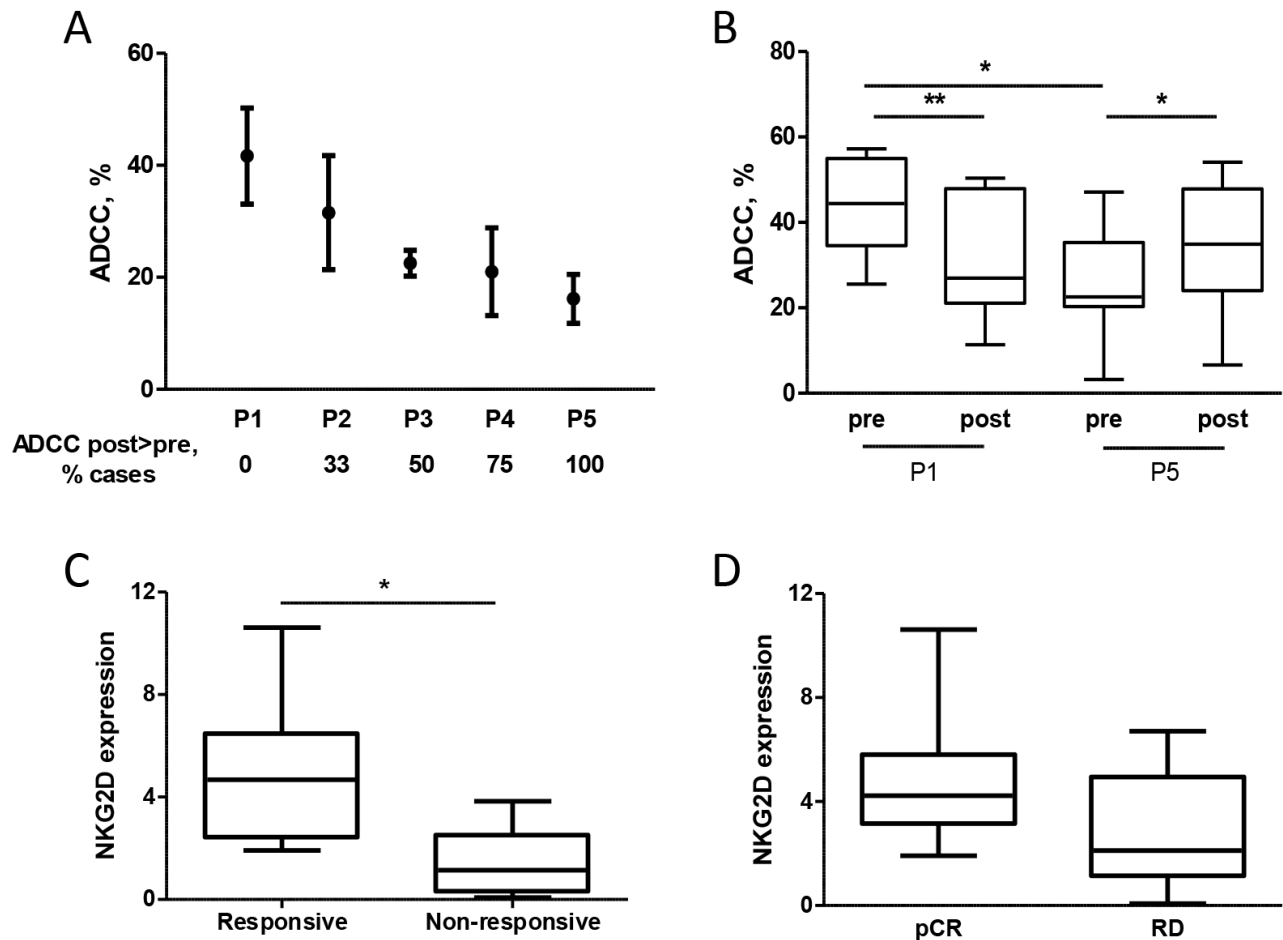 A
60
40
20
0
ADCC, %
P1 P2 P3 P4 P5
ADCC post>pre,
% cases
0 33 50 75 100
B
80
60
40
20
0
ADCC, %
*
** *
pre post pre post
P1 P5
C
12
8
4
0
NKG2D expression
*
Responsive Non-responsive
D
12
8
4
0
NKG2D expression
pCR RD